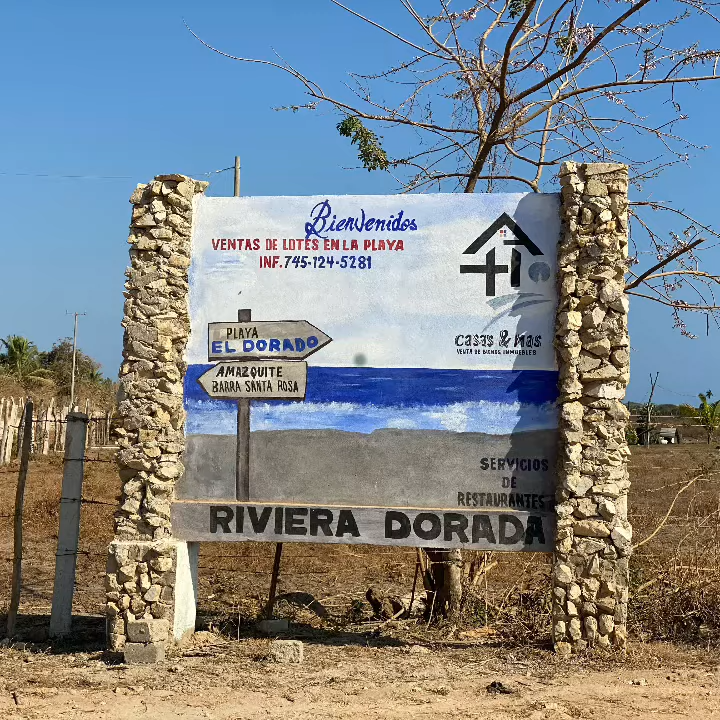 BienVenidos
VENTAS DE LOTES EN LA PLAYA
INF. 745-124-5281
casas & más
VENTA DE BIENES INMUEBLES
PLAYA
EL DORADO
AMAZQUITE
BARRA SANTA ROSA
SERVICIOS
DE
RESTAURANTES
RIVIERA DORADA